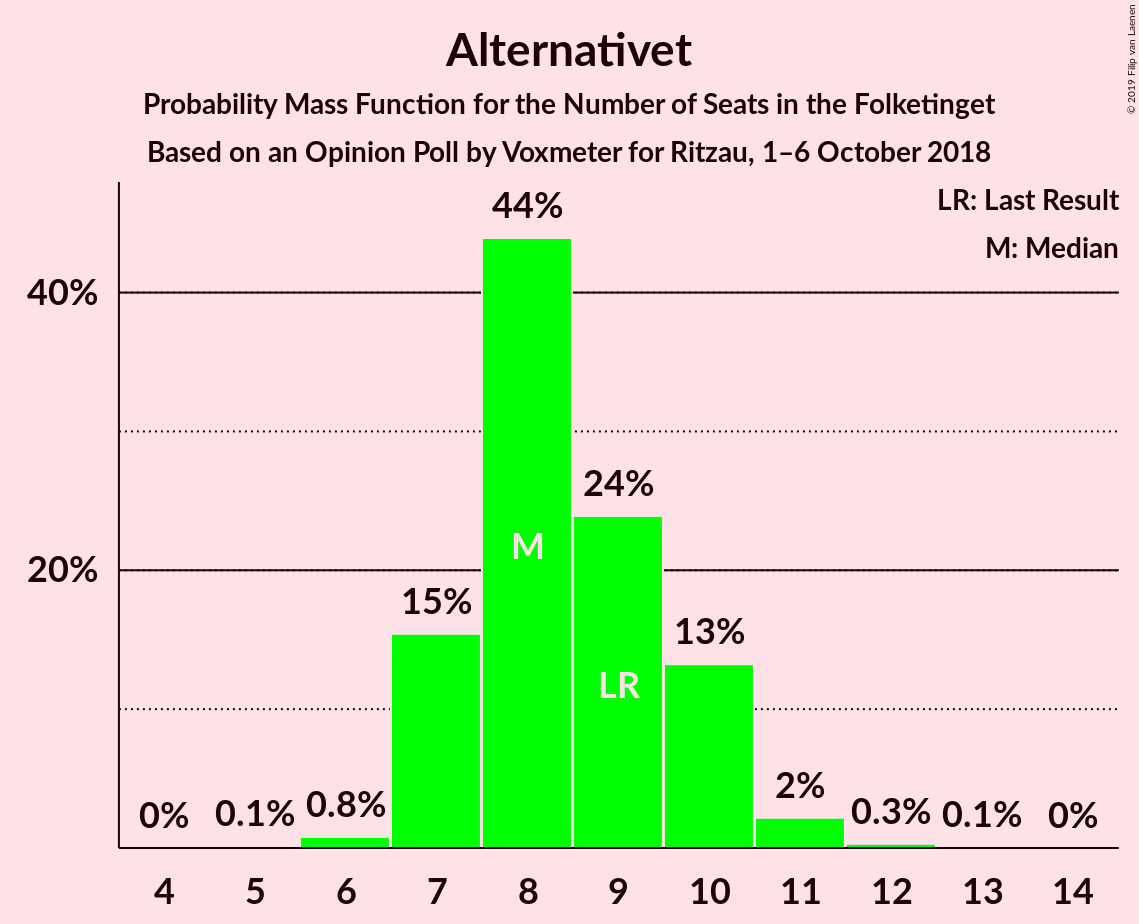 Alternativet
Probability Mass Function for the Number of Seats in the Folketinget
Based on an Opinion Poll by Voxmeter for Ritzau, 1–6 October 2018
© 2019 Filip van Laenen
LR: Last Result
M: Median
40%
20%
0%
0.1%
0.8%
15%
44%
24%
13%
2%
0.3%
0.1%
0%
M
LR
4 5 6 7 8 9 10 11 12 13 14